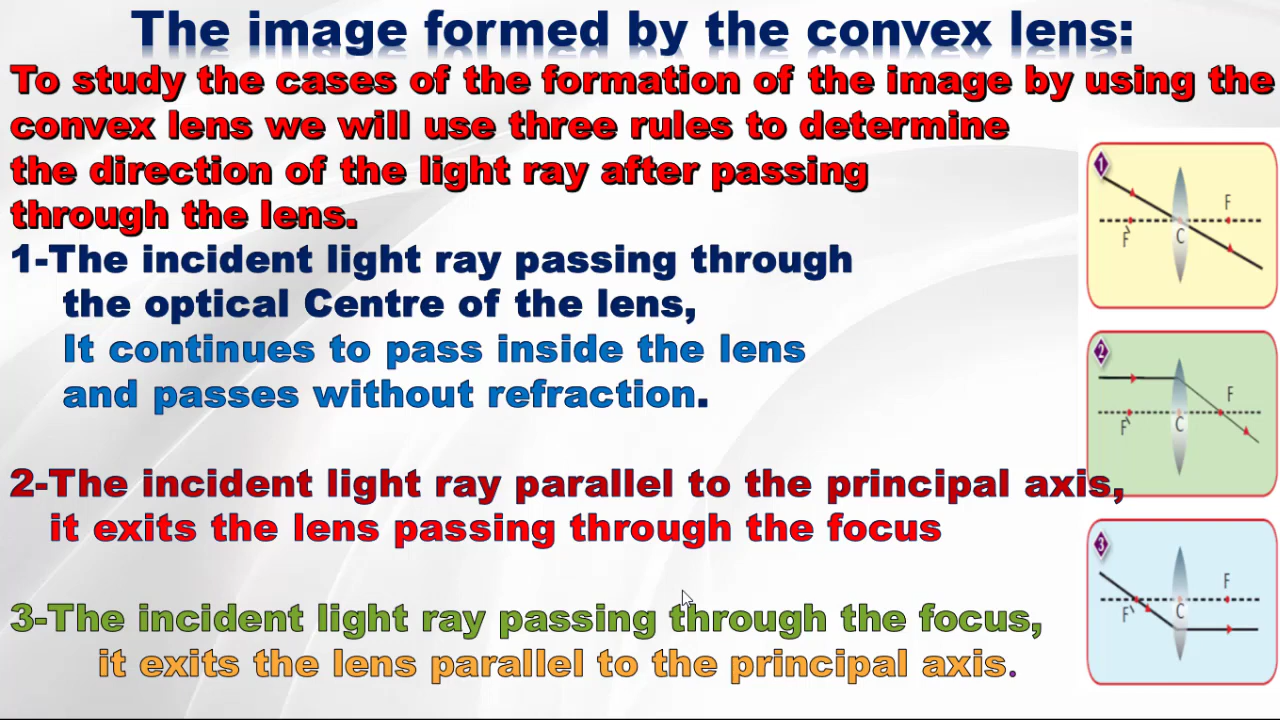 The image formed by the convex lens:
To study the cases of the formation of the image by using the
convex lens we will use three rules to determine
the direction of the light ray after passing
through the lens.
1-The incident light ray passing through
the optical Centre of the lens,
It continues to pass inside the lens
and passes without refraction.
2-The incident light ray parallel to the principal axis,
it exits the lens passing through the focus
3-The incident light ray passing through the focus,
it exits the lens parallel to the principal axis.
1
F
F̀
C
2
F
F̀
C
3
F
F̀
C